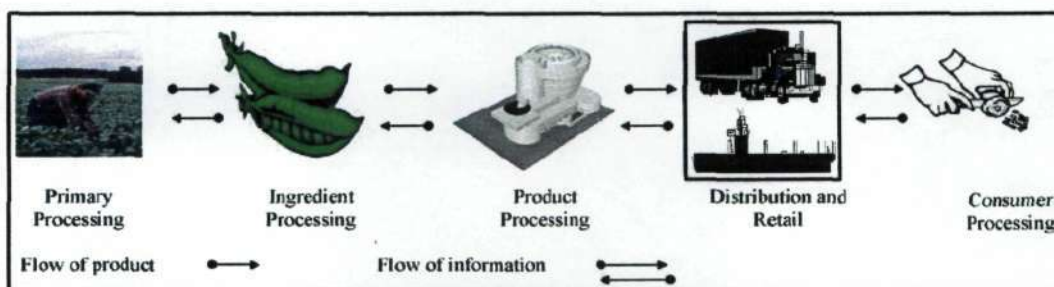 Primary
Processing
Ingredient
Processing
Product
Processing
Distribution and
Retail
Consumer
Processing
Flow of product
Flow of information